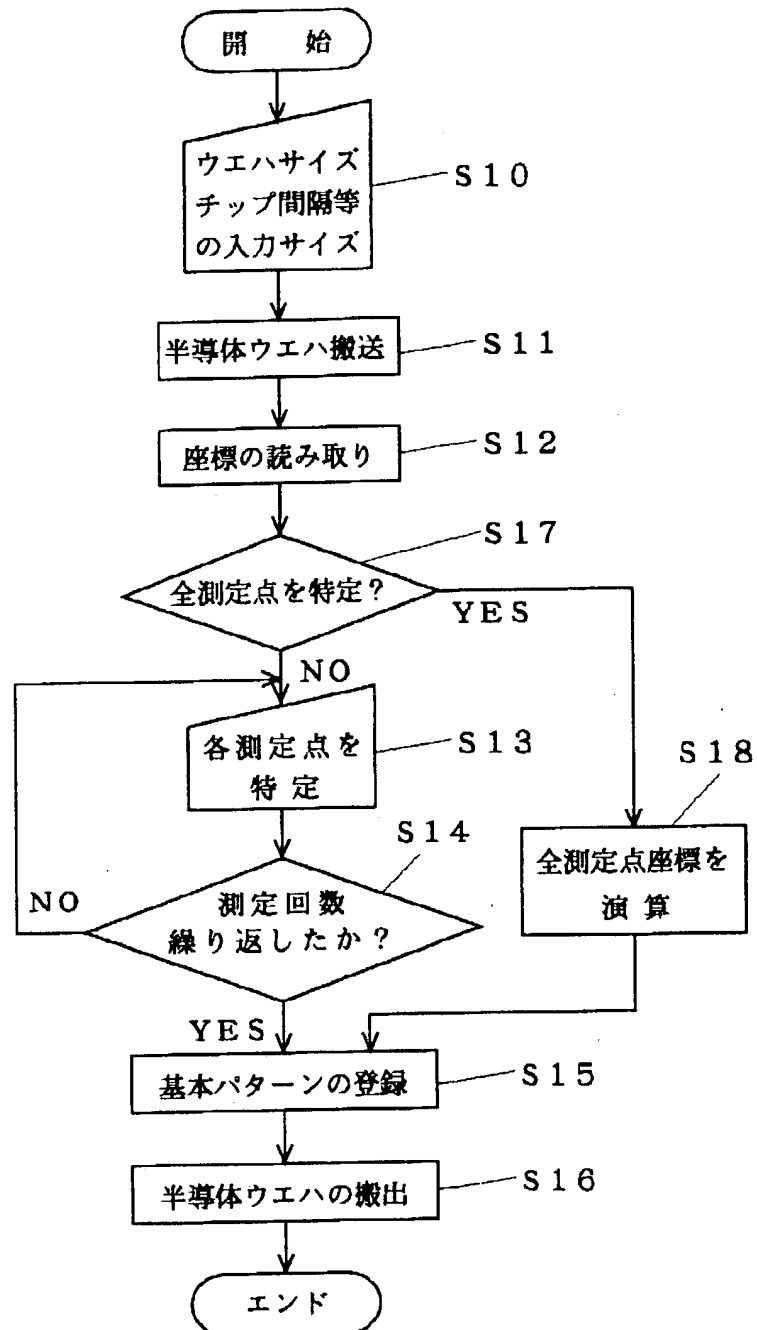 開 始
ウエハサイズ
チップ間隔等
の入力サイズ
S10
半導体ウエハ搬送
S11
座標の読み取り
S12
S17
全測定点を特定?
YES
NO
各測定点を
特定
S13
S18
S14
全測定点座標を
演算
NO
測定回数
繰り返したか?
YES
基本パターンの登録
S15
半導体ウエハの搬出
S16
エンド